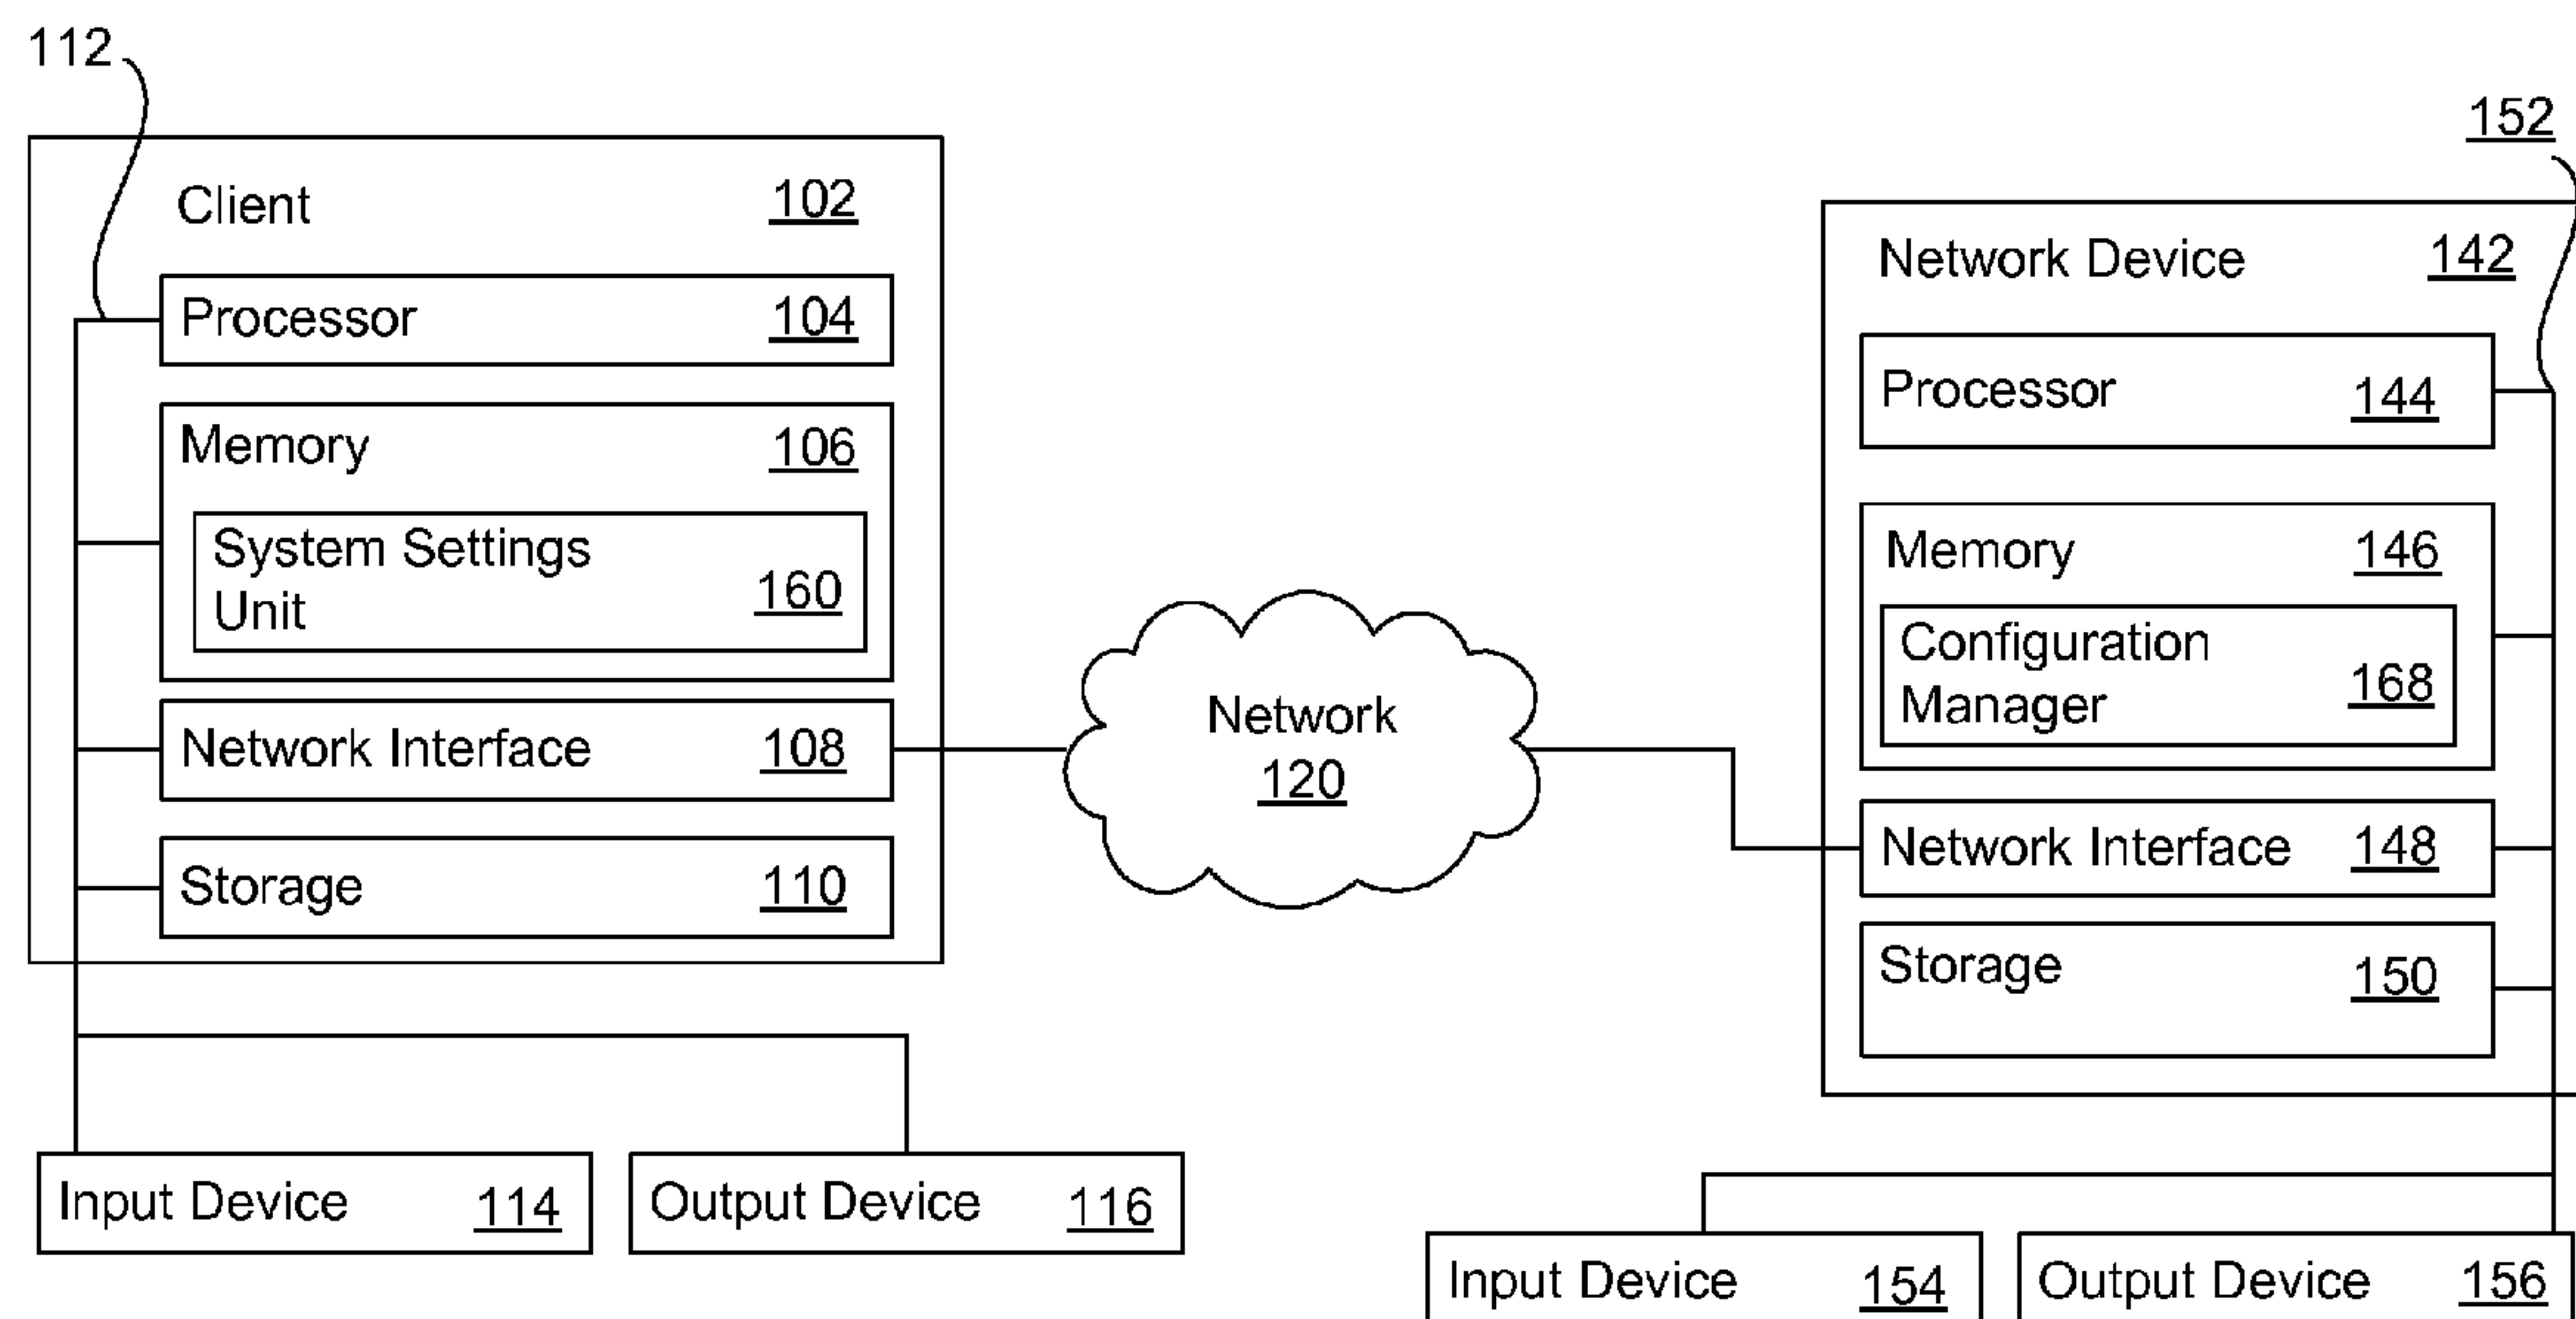 112
Client 102
Processor 104
Memory 106
System Settings
Unit 160
Network Interface 108
Storage 110
Input Device 114
Output Device 116
Network
120
152
Network Device 142
Processor 144
Memory 146
Configuration
Manager 168
Network Interface 148
Storage 150
Input Device 154
Output Device 156